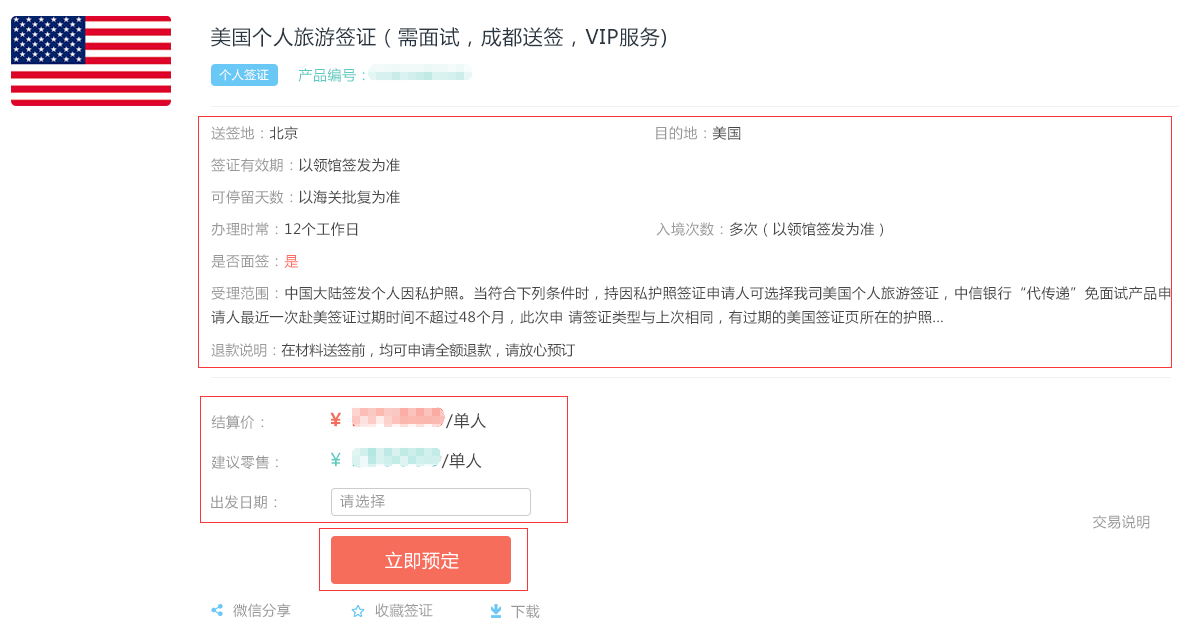 美国个人旅游签证（需面试，成都送签，VIP服务)
个人签证 产品编号：
送签地：北京 目的地：美国
签证有效期：以领馆签发为准
可停留天数：以海关批复为准
办理时常：12个工作日 入境次数：多次（以领馆签发为准）
是否面签：是
受理范围：中国大陆签发个人因私护照。当符合下列条件时，持因私护照签证申请人可选择我司美国个人旅游签证，中信银行“代传递”免面试产品申
请人最近一次赴美签证过期时间不超过48个月，此次申 请签证类型与上次相同，有过期的美国签证页所在的护照...
退款说明：在材料送签前，均可申请全额退款，请放心预订
结算价： ¥ /单人
建议零售： ¥ /单人
出发日期： 请选择
交易说明
立即预定
微信分享 收藏签证 下载